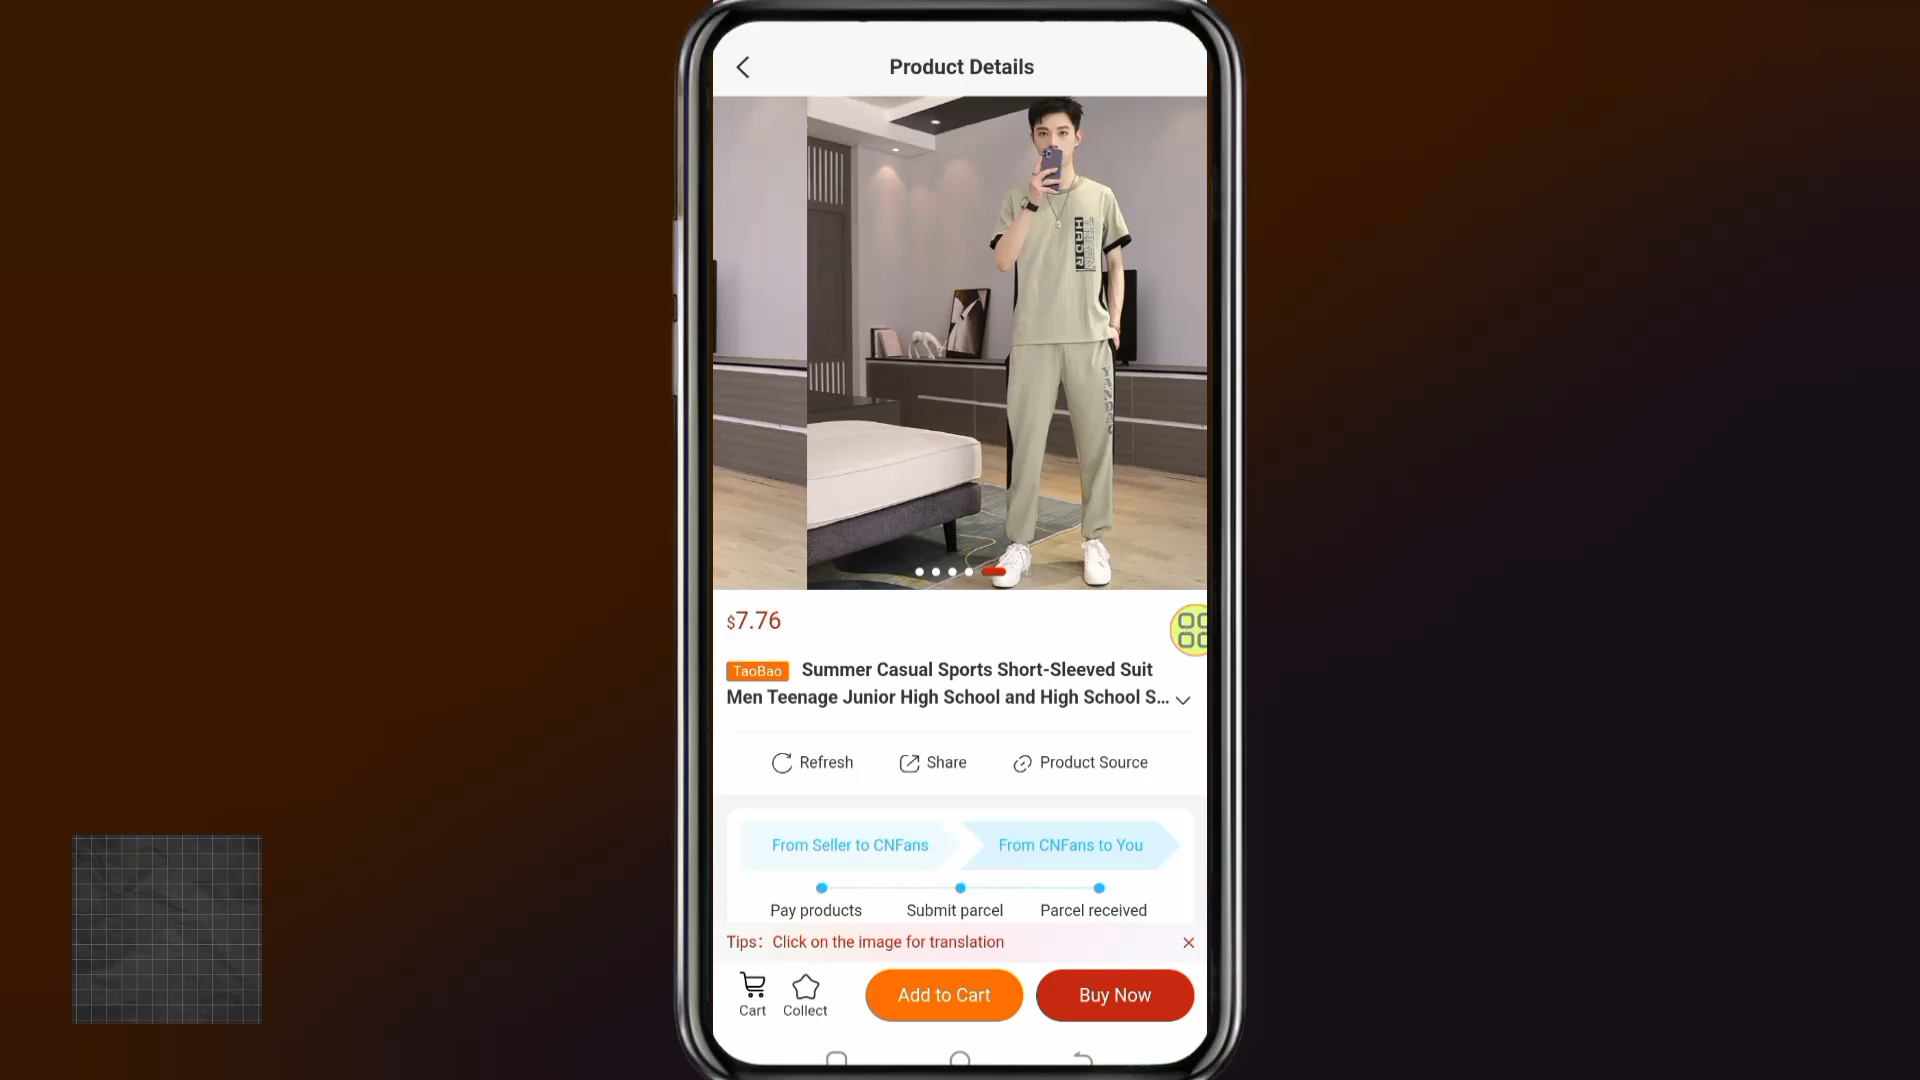 Product Details
$7.76
TaoBao Summer Casual Sports Short-Sleeved Suit
Men Teenage Junior High School and High School S...
Refresh
Share
Product Source
From Seller to CNFans
From CNFans to You
Pay products
Submit parcel
Parcel received
Tips: Click on the image for translation
Cart
Collect
Add to Cart
Buy Now